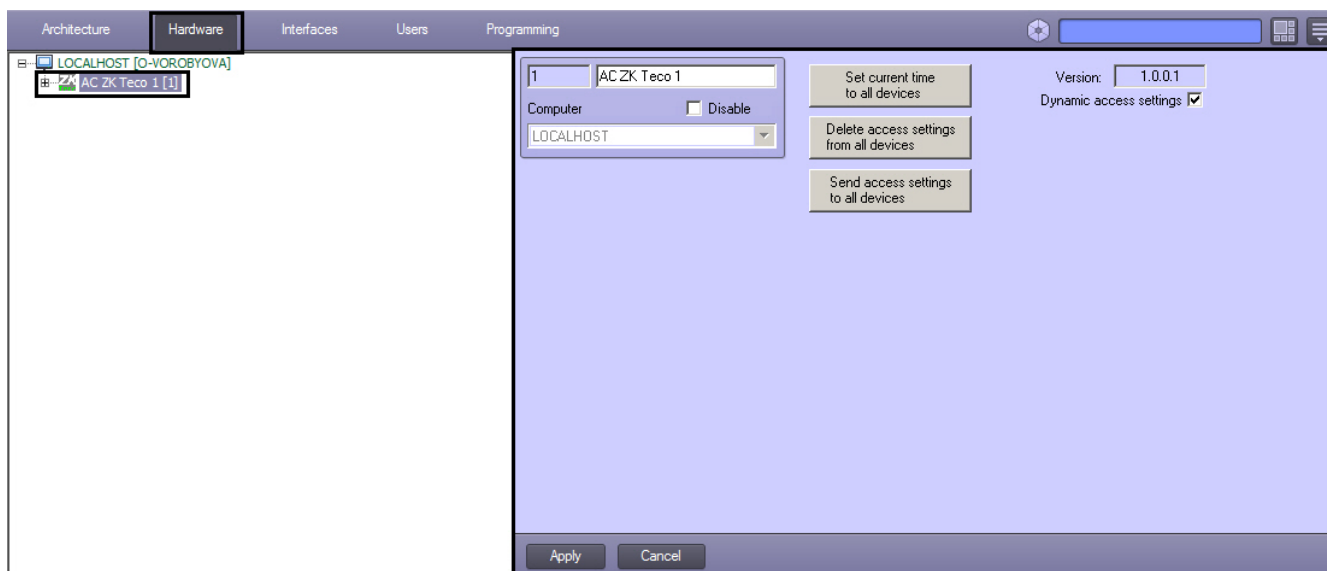 Architecture Hardware Interfaces Users Programming
LOCALHOST [O-VOROBYOVA]
ZK AC ZK Teco 1 [1]
1 AC ZK Teco 1
Computer Disable
LOCALHOST
Set current time
to all devices
Delete access settings
from all devices
Send access settings
to all devices
Version: 1.0.0.1
Dynamic access settings
Apply Cancel